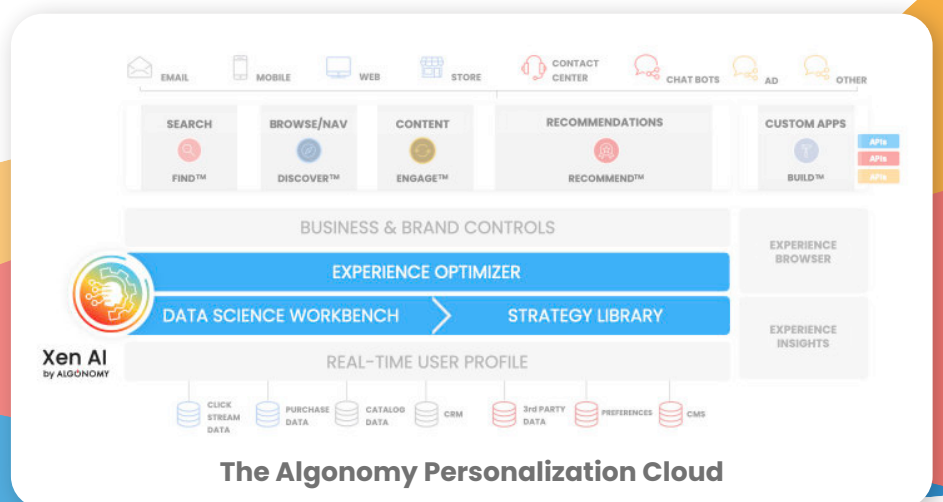 EMAIL
MOBILE
WEB
STORE
CONTACT
CENTER
CHAT BOTS
AD
OTHER
SEARCH
FIND™
BROWSE/NAV
DISCOVER™
CONTENT
ENGAGE™
RECOMMENDATIONS
RECOMMEND™
CUSTOM APPS
BUILD™
APIs
APIs
APIs
BUSINESS & BRAND CONTROLS
EXPERIENCE OPTIMIZER
DATA SCIENCE WORKBENCH
STRATEGY LIBRARY
REAL-TIME USER PROFILE
EXPERIENCE
BROWSER
EXPERIENCE
INSIGHTS
Xen AI
by ALGONOMY
CLICK
STREAM
DATA
PURCHASE
DATA
CATALOG
DATA
CRM
3rd PARTY
DATA
PREFERENCES
CMS
The Algonomy Personalization Cloud